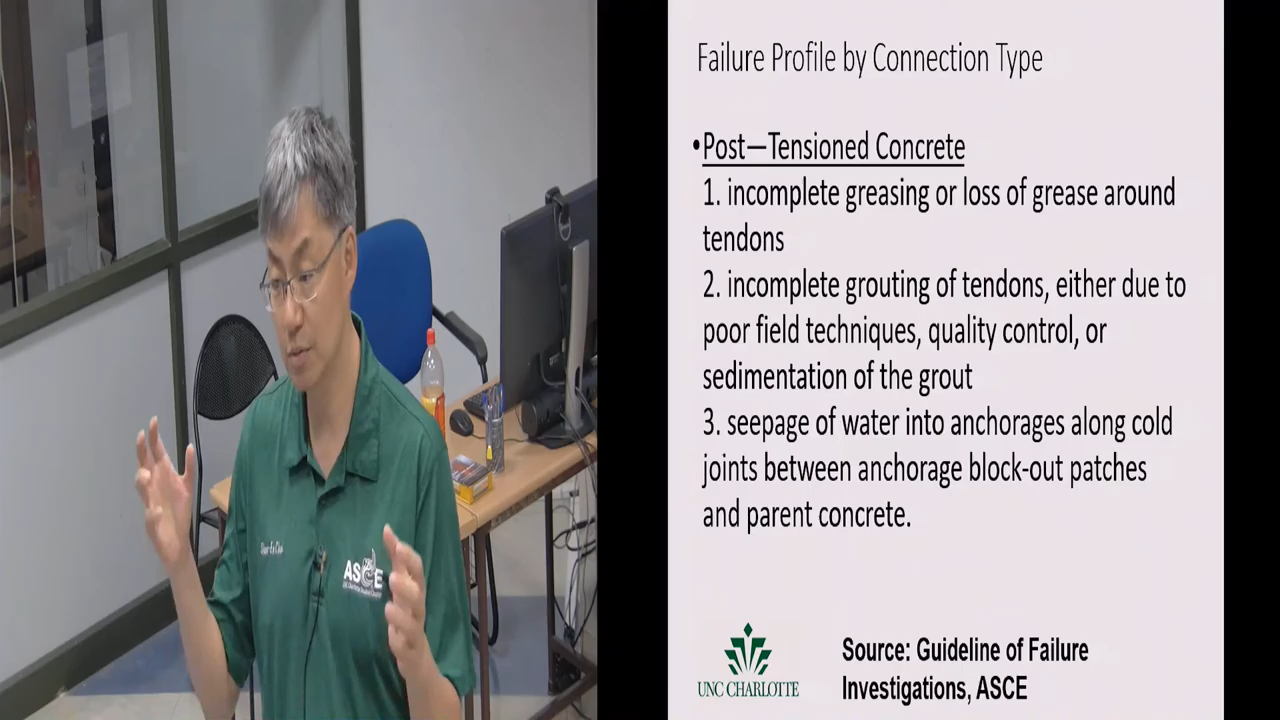 Failure Profile by Connection Type
•Post—Tensioned Concrete
1. incomplete greasing or loss of grease around
tendons
2. incomplete grouting of tendons, either due to
poor field techniques, quality control, or
sedimentation of the grout
3. seepage of water into anchorages along cold
joints between anchorage block-out patches
and parent concrete.
UNC CHARLOTTE
Source: Guideline of Failure
Investigations, ASCE
ASCE